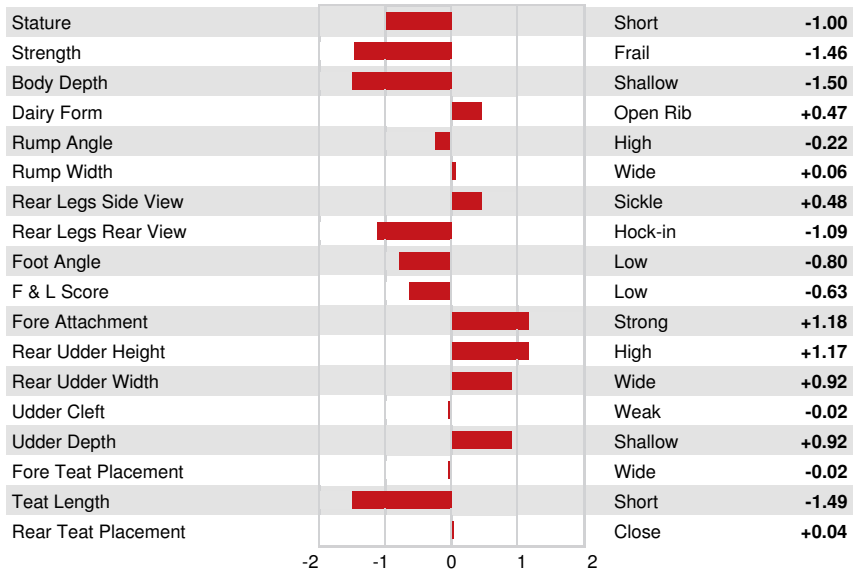 Stature Short -1.00
Strength Frail -1.46
Body Depth Shallow -1.50
Dairy Form Open Rib +0.47
Rump Angle High -0.22
Rump Width Wide +0.06
Rear Legs Side View Sickle +0.48
Rear Legs Rear View Hock-in -1.09
Foot Angle Low -0.80
F & L Score Low -0.63
Fore Attachment Strong +1.18
Rear Udder Height High +1.17
Rear Udder Width Wide +0.92
Udder Cleft Weak -0.02
Udder Depth Shallow +0.92
Fore Teat Placement Wide -0.02
Teat Length Short -1.49
Rear Teat Placement Close +0.04
-2 -1 0 1 2